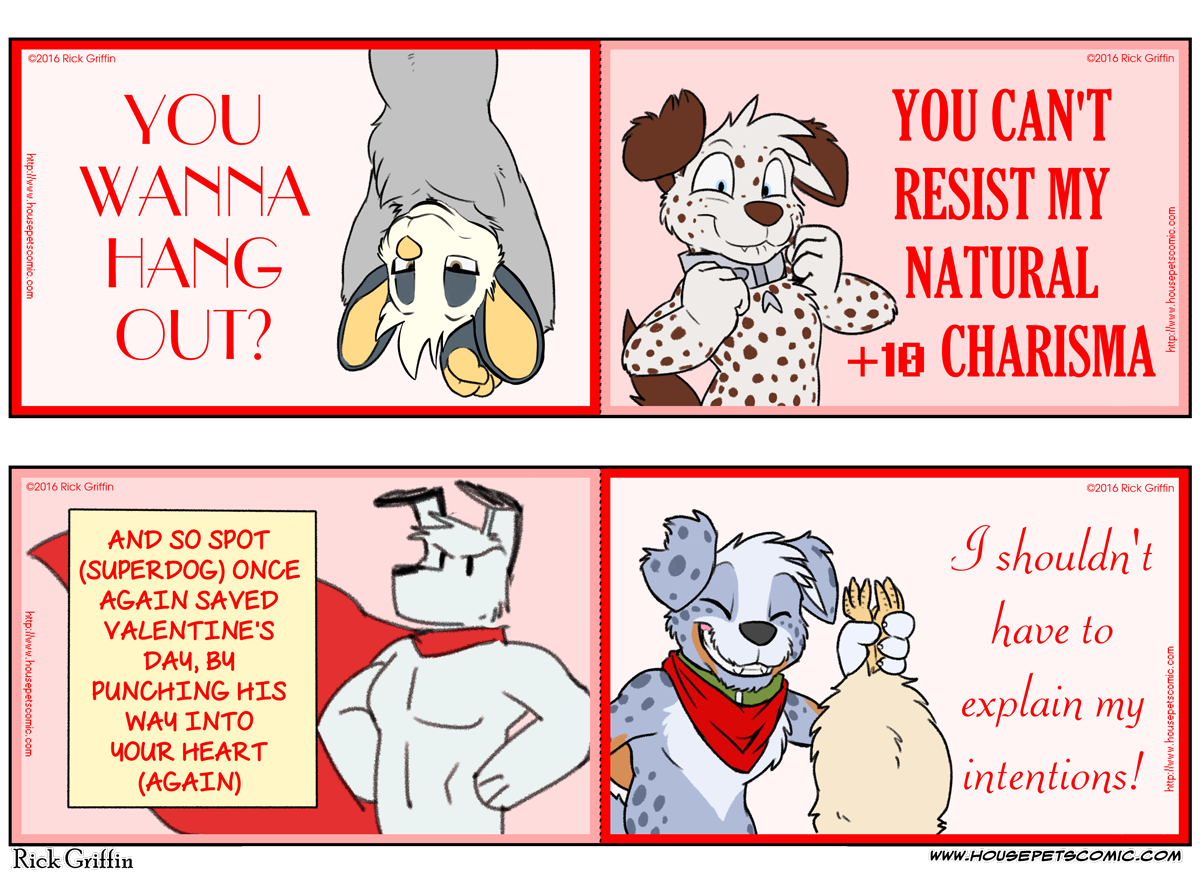 ©2016 Rick Griffin
YOU
WANNA
HANG
OUT?
http://www.housepetscomic.com
©2016 Rick Griffin
YOU CAN'T
RESIST MY
NATURAL
+10 CHARISMA
http://www.housepetscomic.com
©2016 Rick Griffin
AND SO SPOT
(SUPERDOG) ONCE
AGAIN SAVED
VALENTINE'S
DAY, BY
PUNCHING HIS
WAY INTO
YOUR HEART
(AGAIN)
http://www.housepetscomic.com
©2016 Rick Griffin
I shouldn't
have to
explain my
intentions!
http://www.housepetscomic.com
Rick Griffin
WWW.HOUSEPETSCOMIC.COM